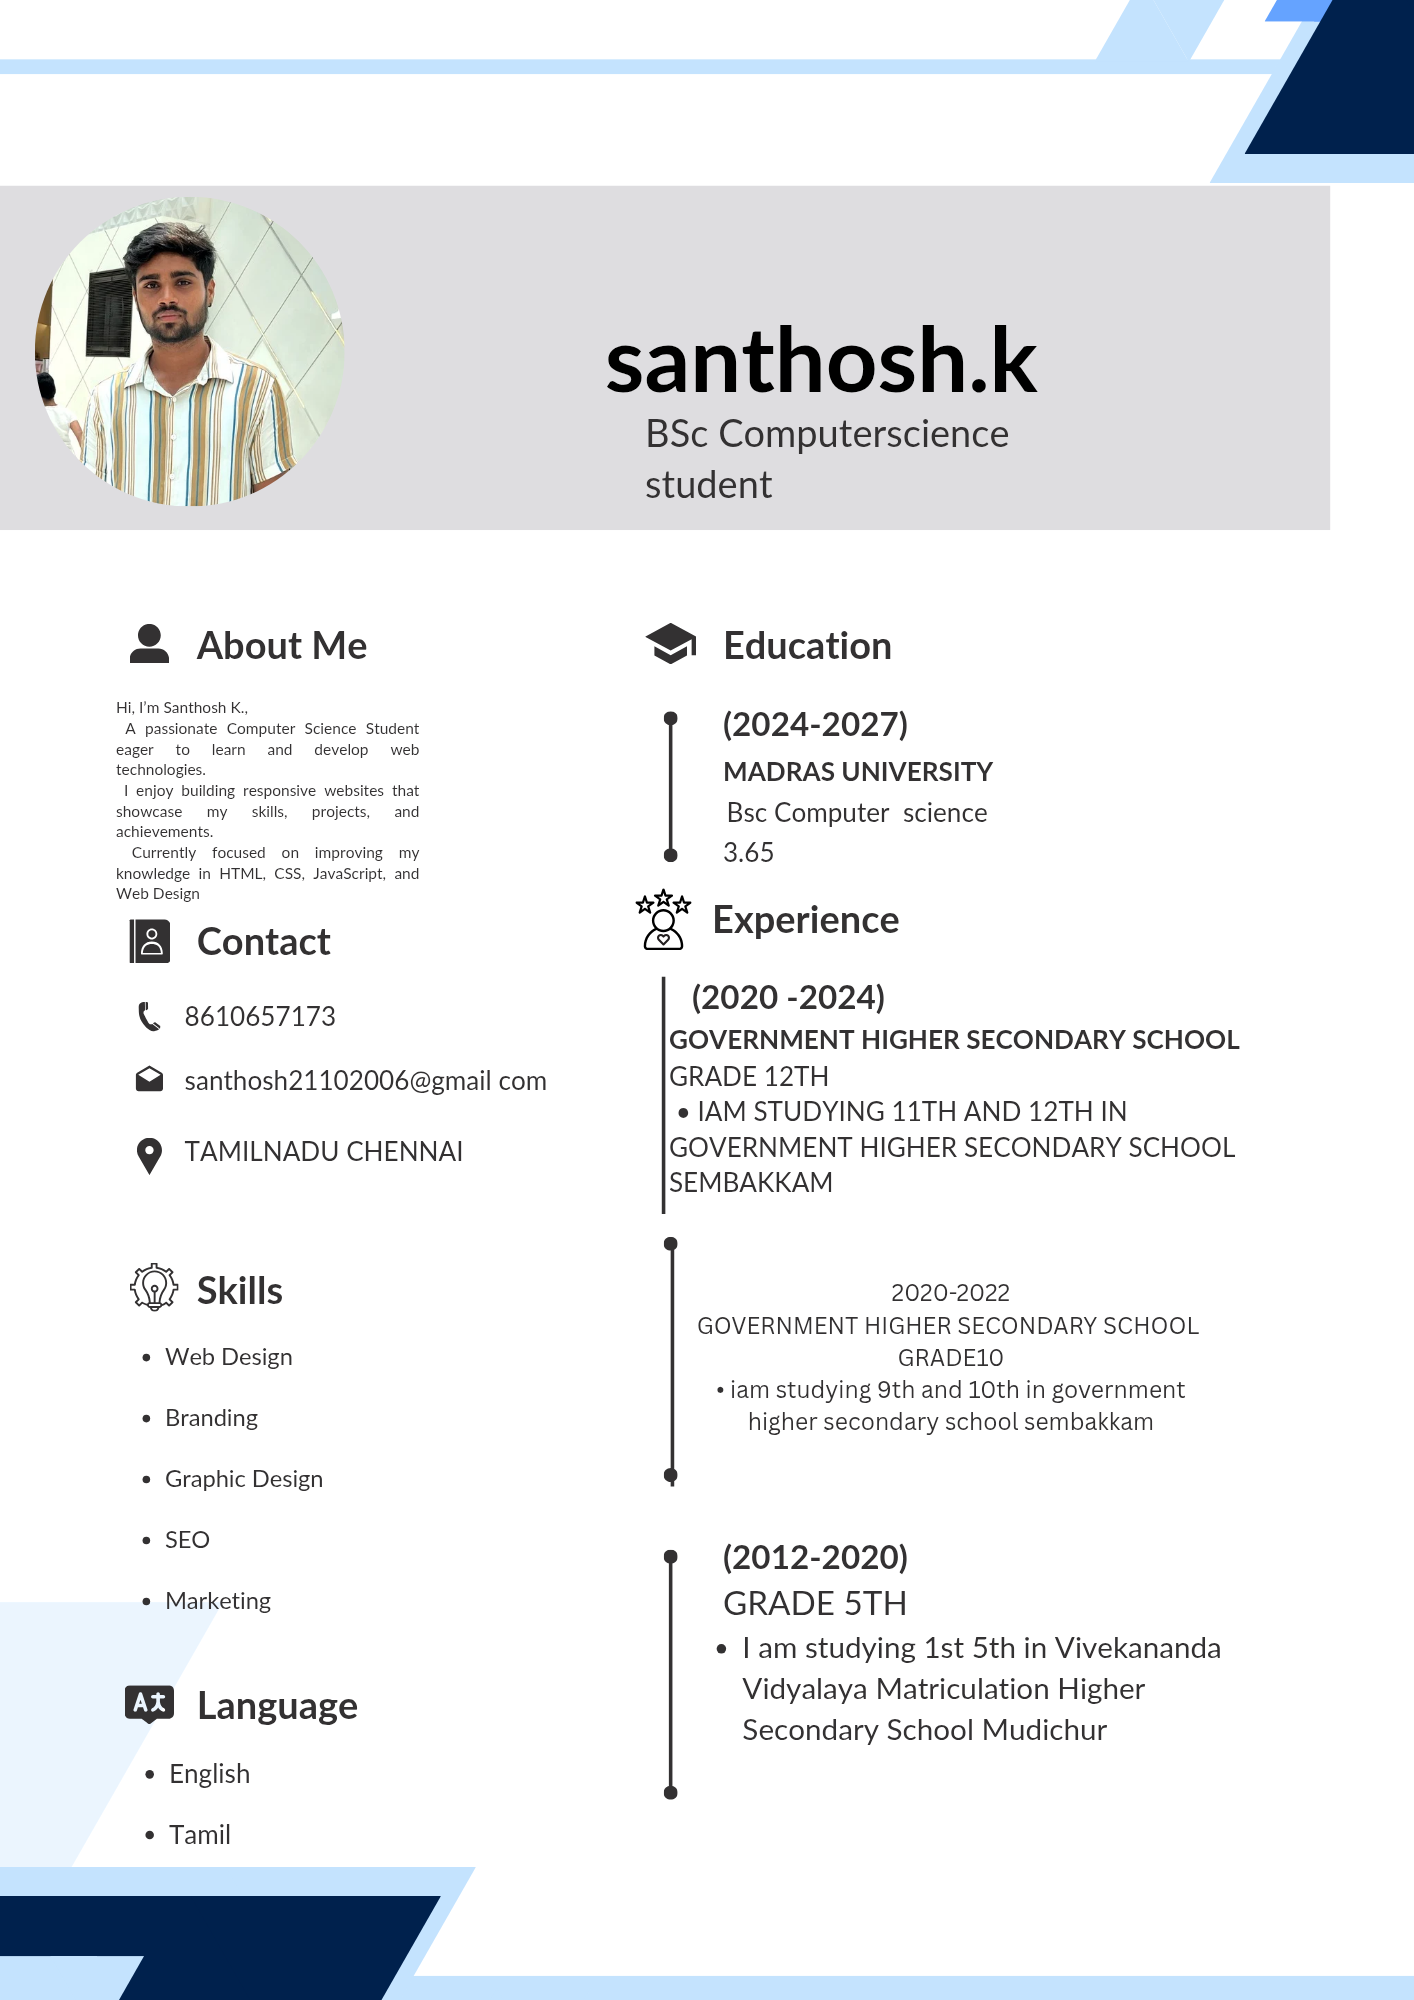 santhosh.k
BSc Computerscience
student
About Me
Hi, I'm Santhosh K.,
A passionate Computer Science Student
eager to learn and develop web
technologies.
I enjoy building responsive websites that
showcase my skills, projects, and
achievements.
Currently focused on improving my
knowledge in HTML, CSS, JavaScript, and
Web Design
Contact
8610657173
santhosh21102006@gmail com
TAMILNADU CHENNAI
Skills
• Web Design
• Branding
• Graphic Design
• SEO
• Marketing
Language
• English
• Tamil
Education
(2024-2027)
MADRAS UNIVERSITY
Bsc Computer science
3.65
Experience
(2020 -2024)
GOVERNMENT HIGHER SECONDARY SCHOOL
GRADE 12TH
• IAM STUDYING 11TH AND 12TH IN
GOVERNMENT HIGHER SECONDARY SCHOOL
SEMBAKKAM
2020-2022
GOVERNMENT HIGHER SECONDARY SCHOOL
GRADE10
• iam studying 9th and 10th in government
higher secondary school sembakkam
(2012-2020)
GRADE 5TH
• I am studying 1st 5th in Vivekananda
Vidyalaya Matriculation Higher
Secondary School Mudichur